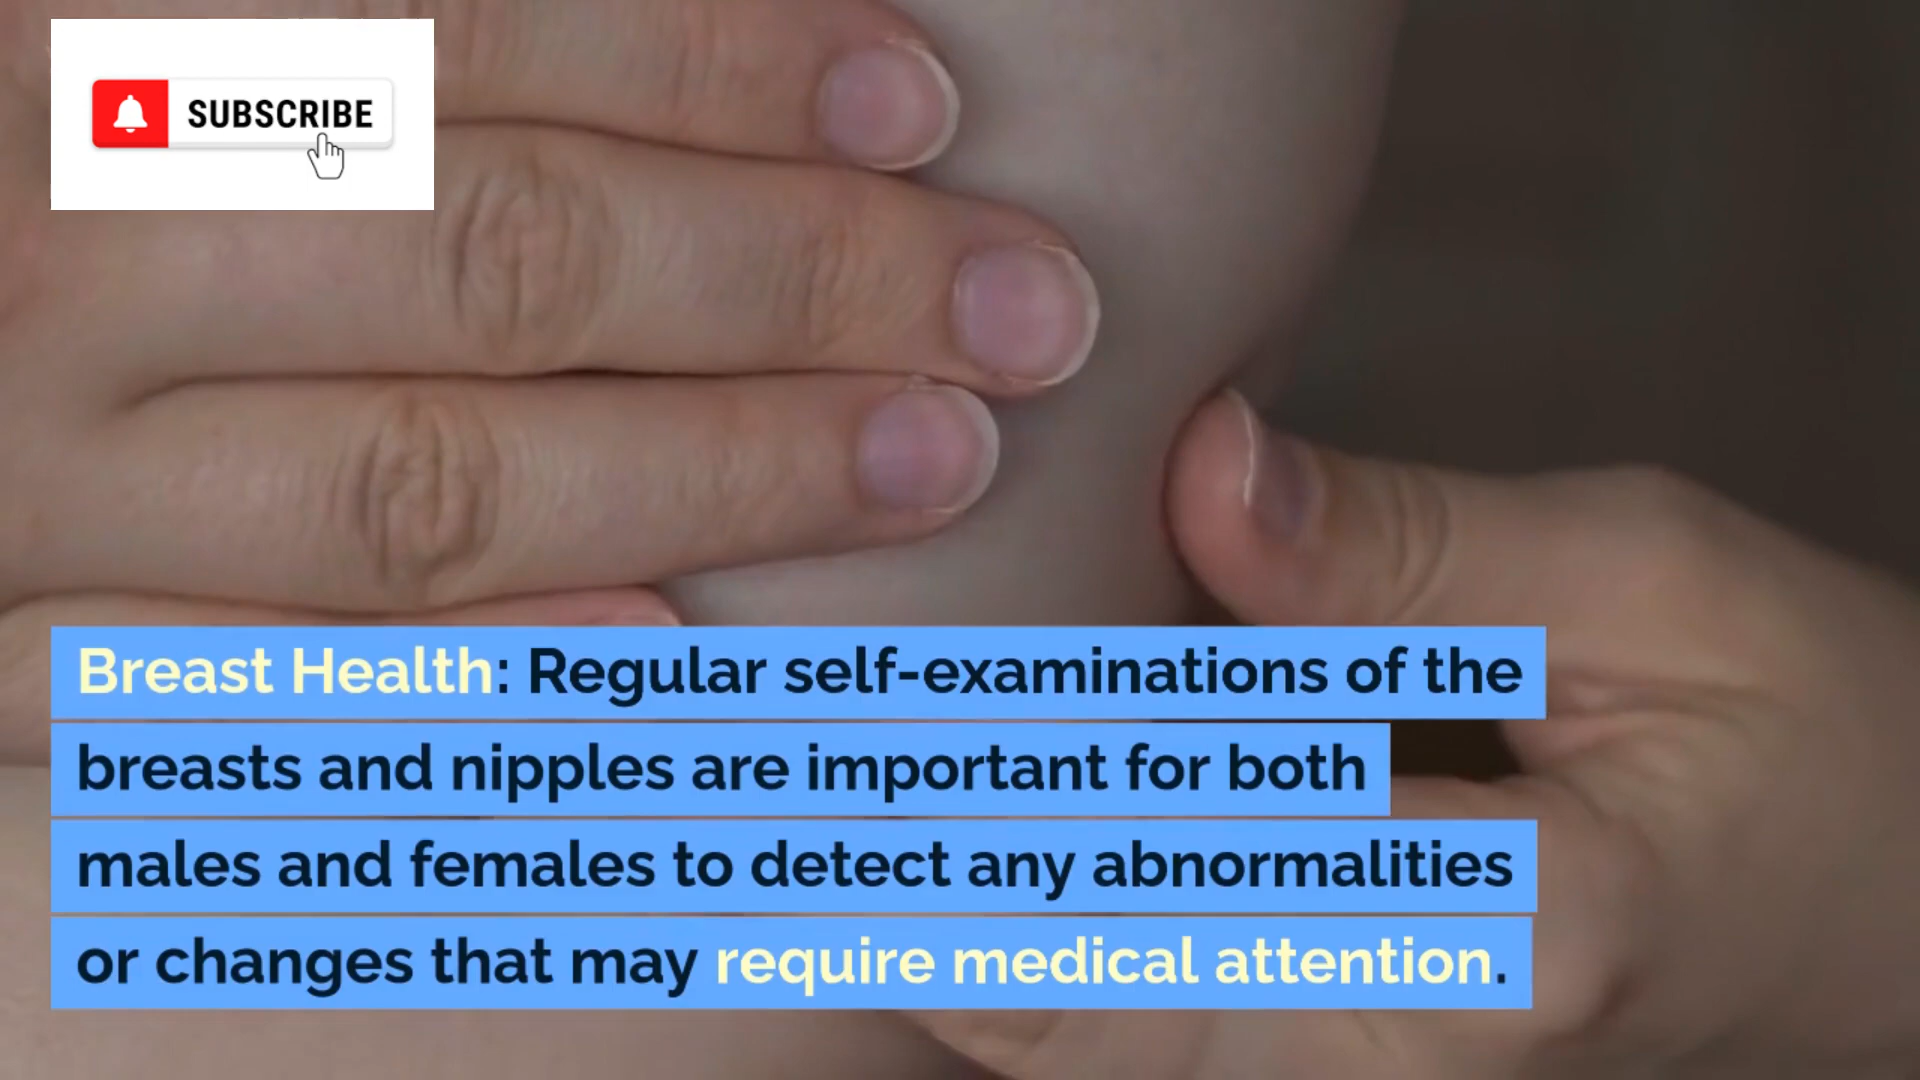 SUBSCRIBE
Breast Health: Regular self-examinations of the
breasts and nipples are important for both
males and females to detect any abnormalities
or changes that may require medical attention.